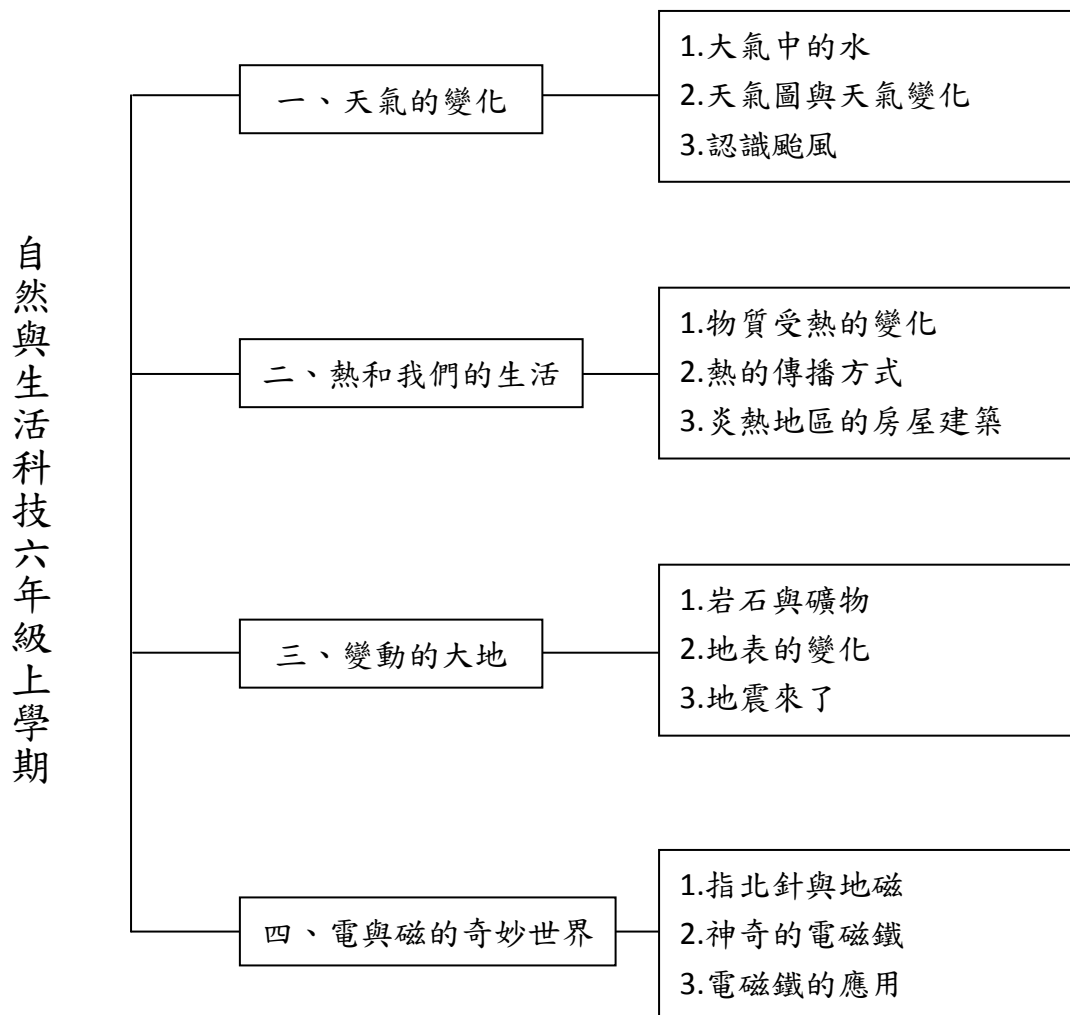 自然與生活科技六年級上學期
一、天氣的變化
1.大氣中的水
2.天氣圖與天氣變化
3.認識颱風
二、熱和我們的生活
1.物質受熱的變化
2.熱的傳播方式
3.炎熱地區的房屋建築
三、變動的大地
1.岩石與礦物
2.地表的變化
3.地震來了
四、電與磁的奇妙世界
1.指北針與地磁
2.神奇的電磁鐵
3.電磁鐵的應用